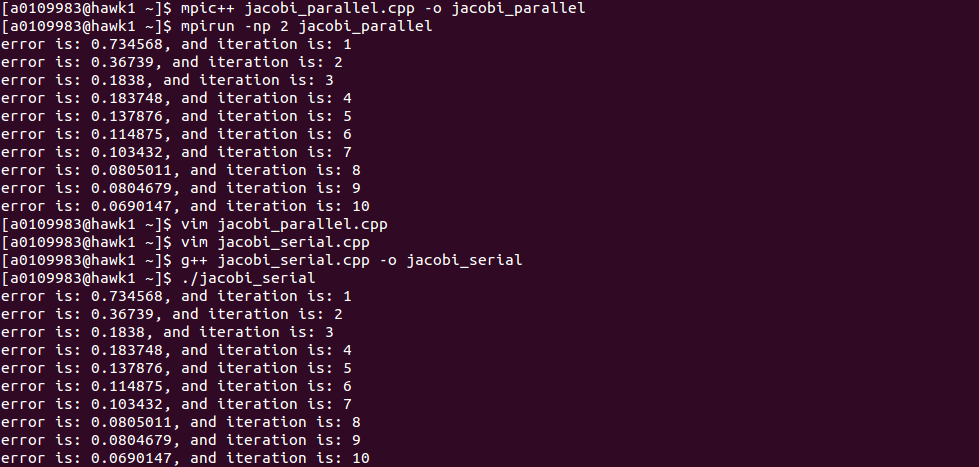 [a0109983@hawk1 ~]$ mpic++ jacobi_parallel.cpp -o jacobi_parallel
[a0109983@hawk1 ~]$ mpirun -np 2 jacobi_parallel
error is: 0.734568, and iteration is: 1
error is: 0.36739, and iteration is: 2
error is: 0.1838, and iteration is: 3
error is: 0.183748, and iteration is: 4
error is: 0.137876, and iteration is: 5
error is: 0.114875, and iteration is: 6
error is: 0.103432, and iteration is: 7
error is: 0.0805011, and iteration is: 8
error is: 0.0804679, and iteration is: 9
error is: 0.0690147, and iteration is: 10
[a0109983@hawk1 ~]$ vim jacobi_parallel.cpp
[a0109983@hawk1 ~]$ vim jacobi_serial.cpp
[a0109983@hawk1 ~]$ g++ jacobi_serial.cpp -o jacobi_serial
[a0109983@hawk1 ~]$ ./jacobi_serial
error is: 0.734568, and iteration is: 1
error is: 0.36739, and iteration is: 2
error is: 0.1838, and iteration is: 3
error is: 0.183748, and iteration is: 4
error is: 0.137876, and iteration is: 5
error is: 0.114875, and iteration is: 6
error is: 0.103432, and iteration is: 7
error is: 0.0805011, and iteration is: 8
error is: 0.0804679, and iteration is: 9
error is: 0.0690147, and iteration is: 10